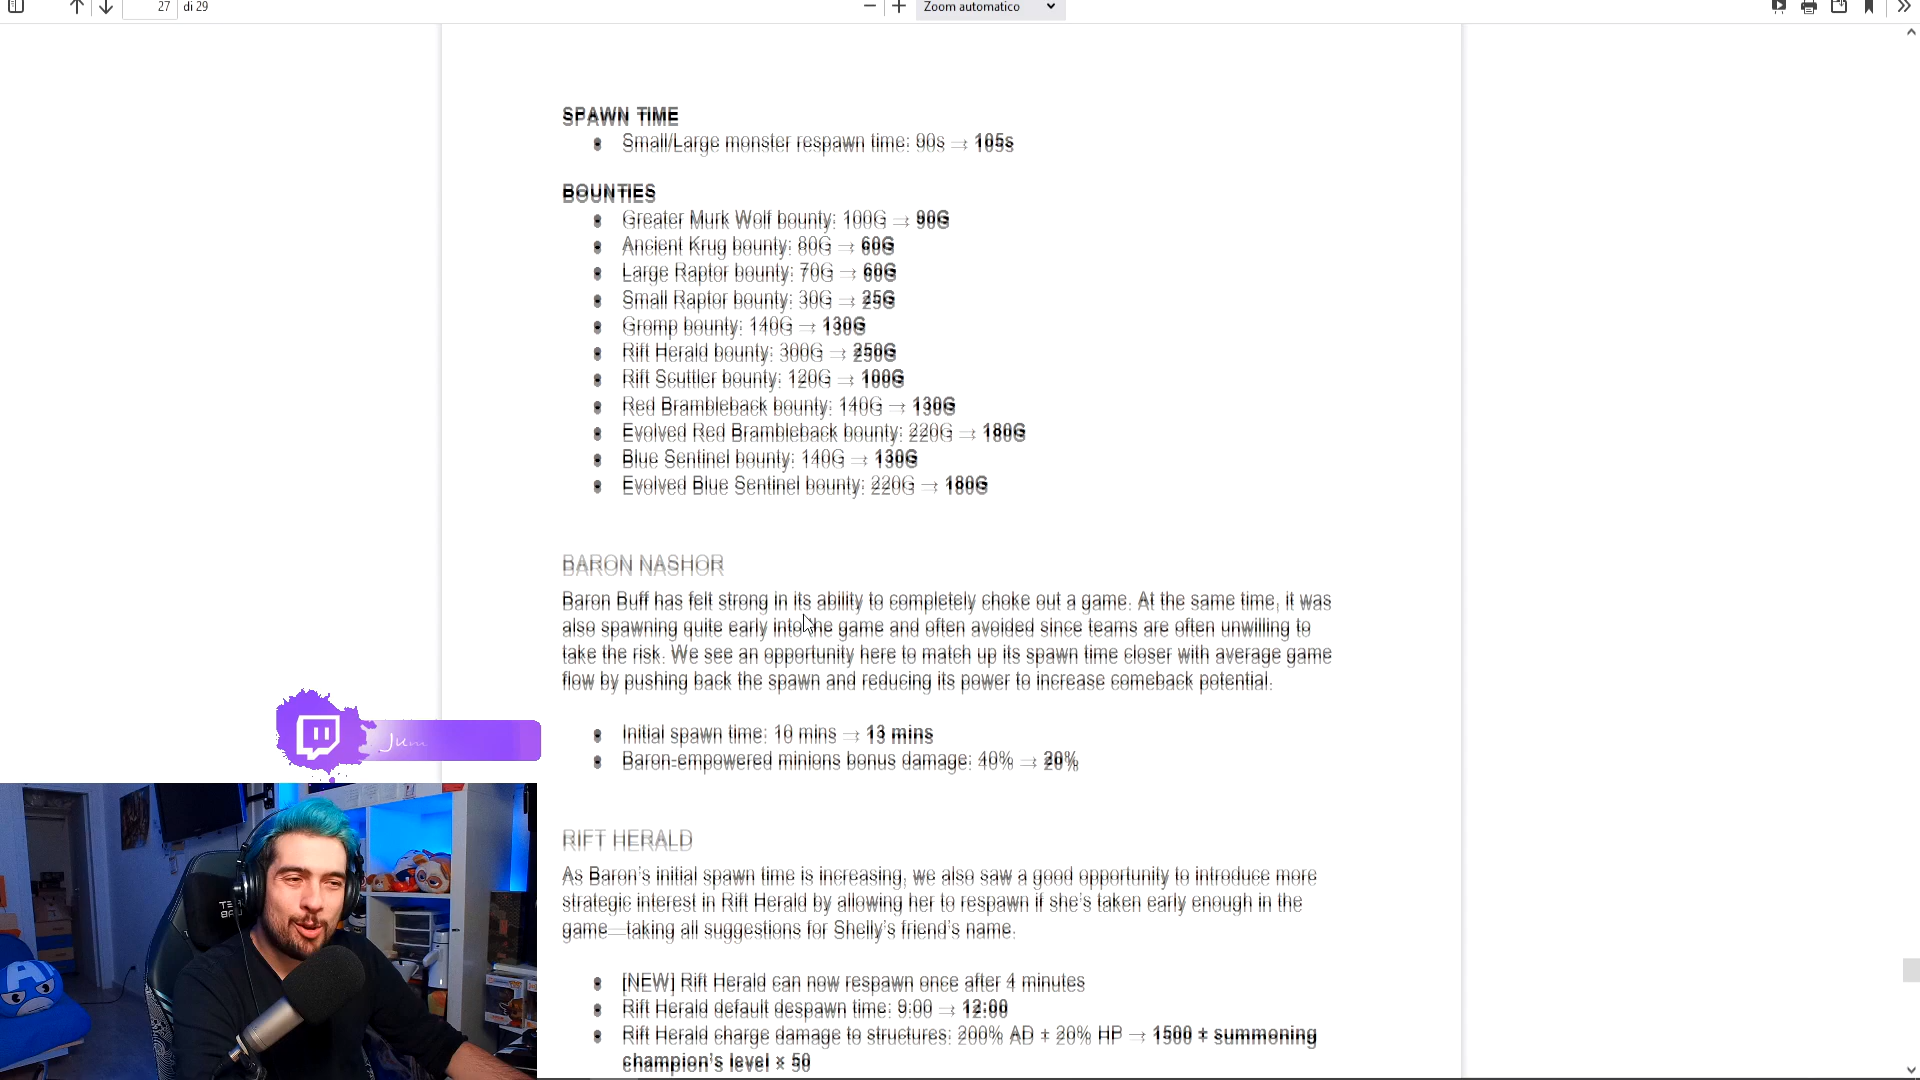 27 di 29 Zoom automatico
SPAWN TIME
● Small/Large monster respawn time: 90s → 105s
BOUNTIES
● Greater Murk Wolf bounty: 100G → 90G
● Ancient Krug bounty: 80G → 60G
● Large Raptor bounty: 70G → 60G
● Small Raptor bounty: 30G → 25G
● Gromp bounty: 140G → 130G
● Rift Herald bounty: 300G → 250G
● Rift Scuttler bounty: 120G → 100G
● Red Brambleback bounty: 140G → 130G
● Evolved Red Brambleback bounty: 220G → 180G
● Blue Sentinel bounty: 140G → 130G
● Evolved Blue Sentinel bounty: 220G → 180G
BARON NASHOR
Baron Buff has felt strong in its ability to completely choke out a game. At the same time, it was
also spawning quite early into the game and often avoided since teams are often unwilling to
take the risk. We see an opportunity here to match up its spawn time closer with average game
flow by pushing back the spawn and reducing its power to increase comeback potential.
● Initial spawn time: 10 mins → 13 mins
● Baron-empowered minions bonus damage: 40% → 20%
Jum
RIFT HERALD
As Baron's initial spawn time is increasing, we also saw a good opportunity to introduce more
strategic interest in Rift Herald by allowing her to respawn if she's taken early enough in the
game—taking all suggestions for Shelly's friend's name.
● [NEW] Rift Herald can now respawn once after 4 minutes
● Rift Herald default despawn time: 9:00 → 12:00
● Rift Herald charge damage to structures: 200% AD + 20% HP → 1500 + summoning
champion's level × 50